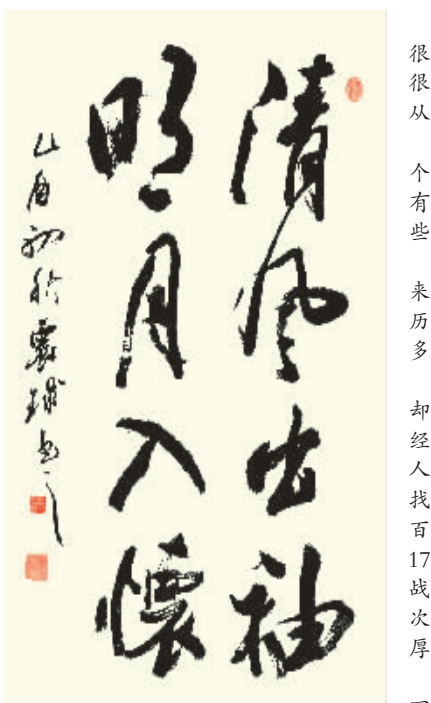 清风出袖
明月入懷
乙酉初秋
很
很
从
个
有
些
来
历
多
却
经
人
找
百
17
战
次
厚